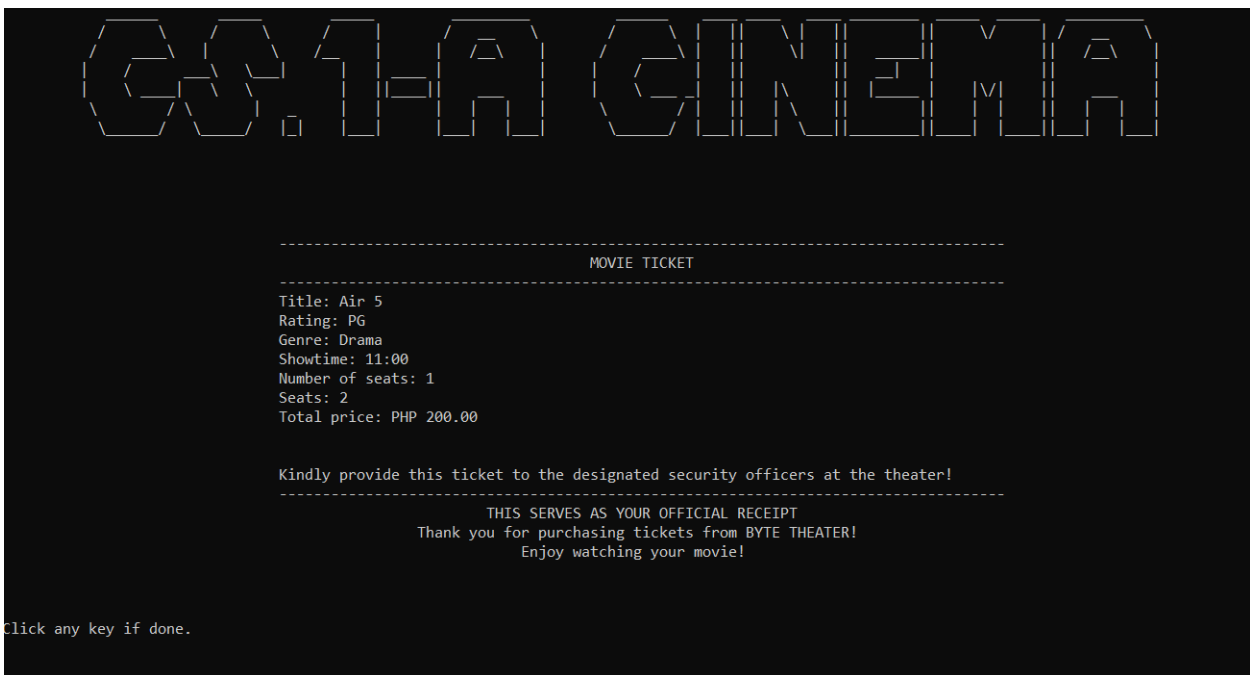 CS.1-A CINEMA
MOVIE TICKET
Title: Air 5
Rating: PG
Genre: Drama
Showtime: 11:00
Number of seats: 1
Seats: 2
Total price: PHP 200.00
Kindly provide this ticket to the designated security officers at the theater!
THIS SERVES AS YOUR OFFICIAL RECEIPT
Thank you for purchasing tickets from BYTE THEATER!
Enjoy watching your movie!
Click any key if done.